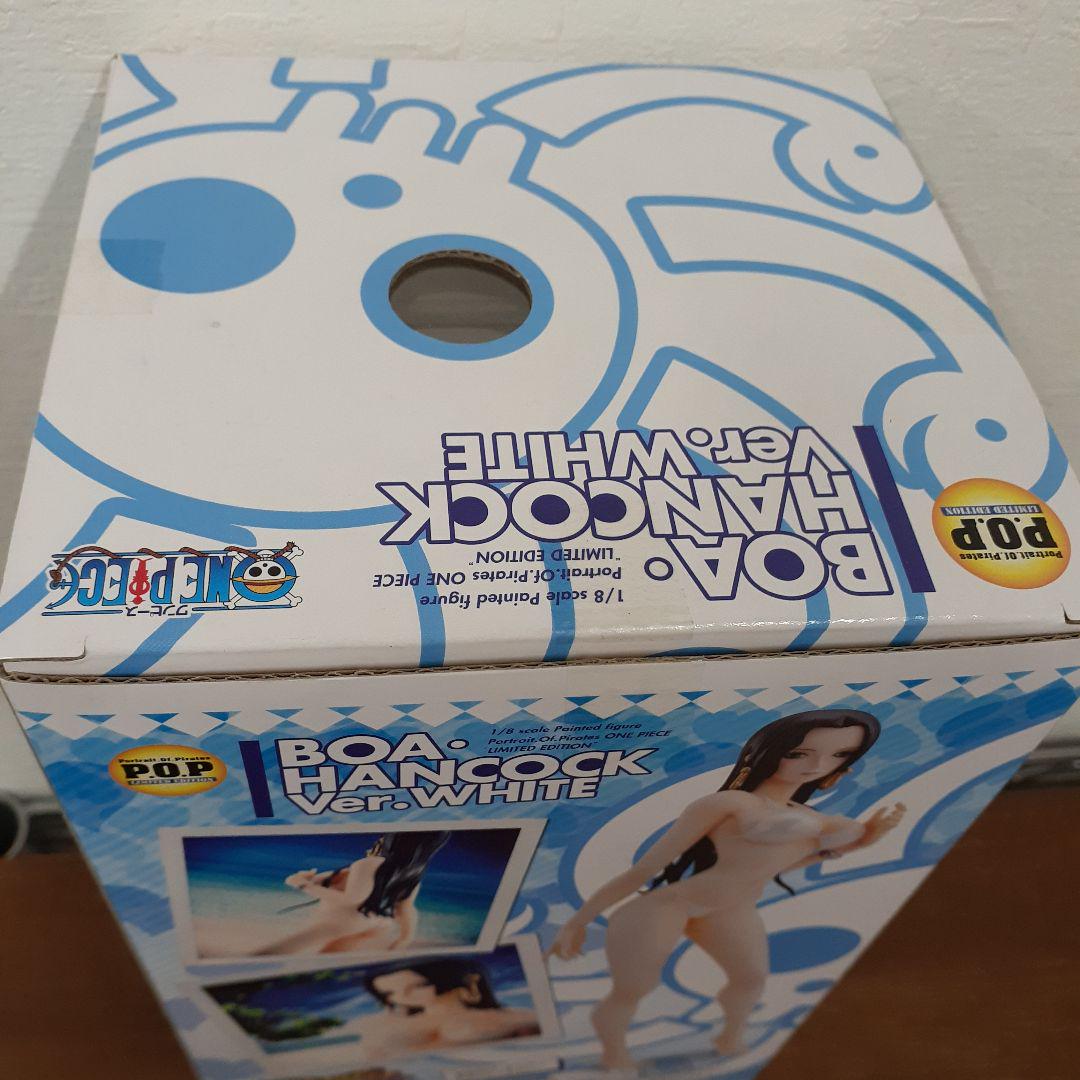 BOA・
HANCOCK
Ver.WHITE
1/8 scale Painted figure
Portrait.Of.Pirates ONE PIECE
"LIMITED EDITION"
Portrait.Of.Pirates
P.O.P
LIMITED EDITION
ONE PIECE
ワンピース
Portrait.Of.Pirates
P.O.P
LIMITED EDITION
BOA・
HANCOCK
Ver.WHITE
1/8 scale Painted figure
Portrait.Of.Pirates ONE PIECE
LIMITED EDITION"